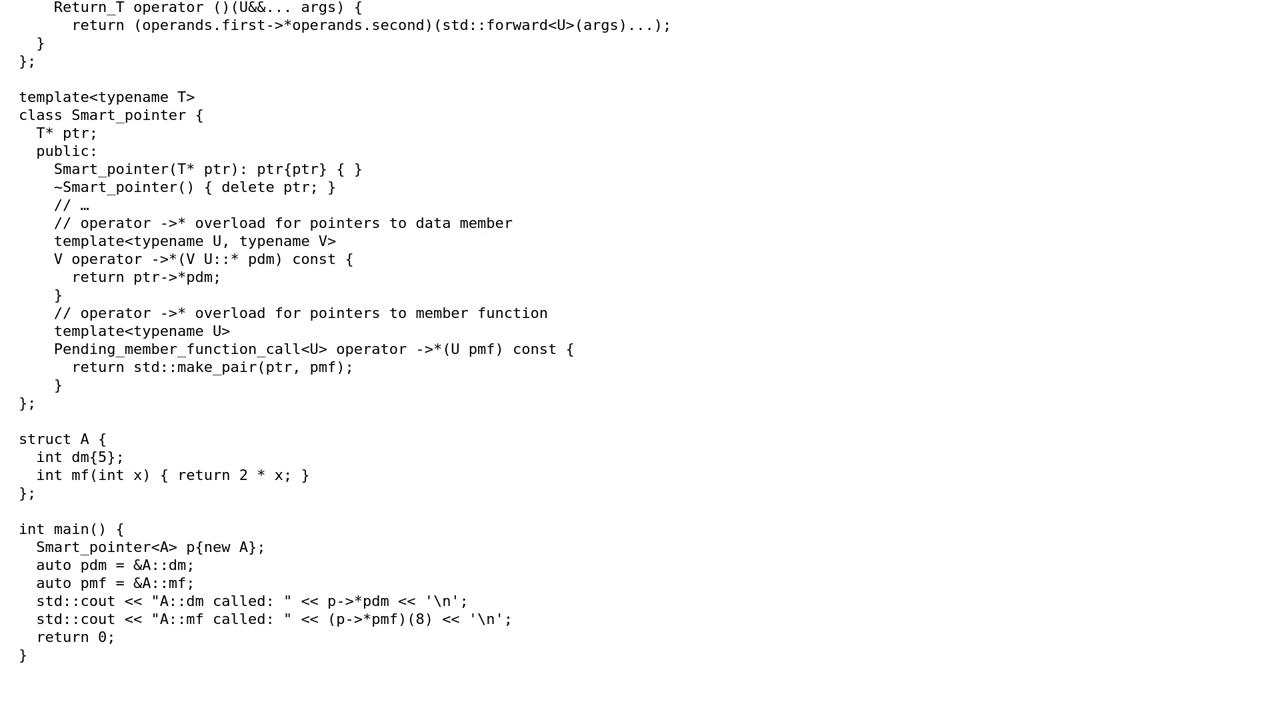 Return_T operator ()(U&&... args) {
return (operands.first->*operands.second)(std::forward<U>(args)...);
}
};
template<typename T>
class Smart_pointer {
T* ptr;
public:
Smart_pointer(T* ptr): ptr{ptr} { }
~Smart_pointer() { delete ptr; }
// …
// operator ->* overload for pointers to data member
template<typename U, typename V>
V operator ->*(V U::* pdm) const {
return ptr->*pdm;
}
// operator ->* overload for pointers to member function
template<typename U>
Pending_member_function_call<U> operator ->*(U pmf) const {
return std::make_pair(ptr, pmf);
}
};
struct A {
int dm{5};
int mf(int x) { return 2 * x; }
};
int main() {
Smart_pointer<A> p{new A};
auto pdm = &A::dm;
auto pmf = &A::mf;
std::cout << "A::dm called: " << p->*pdm << '\n';
std::cout << "A::mf called: " << (p->*pmf)(8) << '\n';
return 0;
}